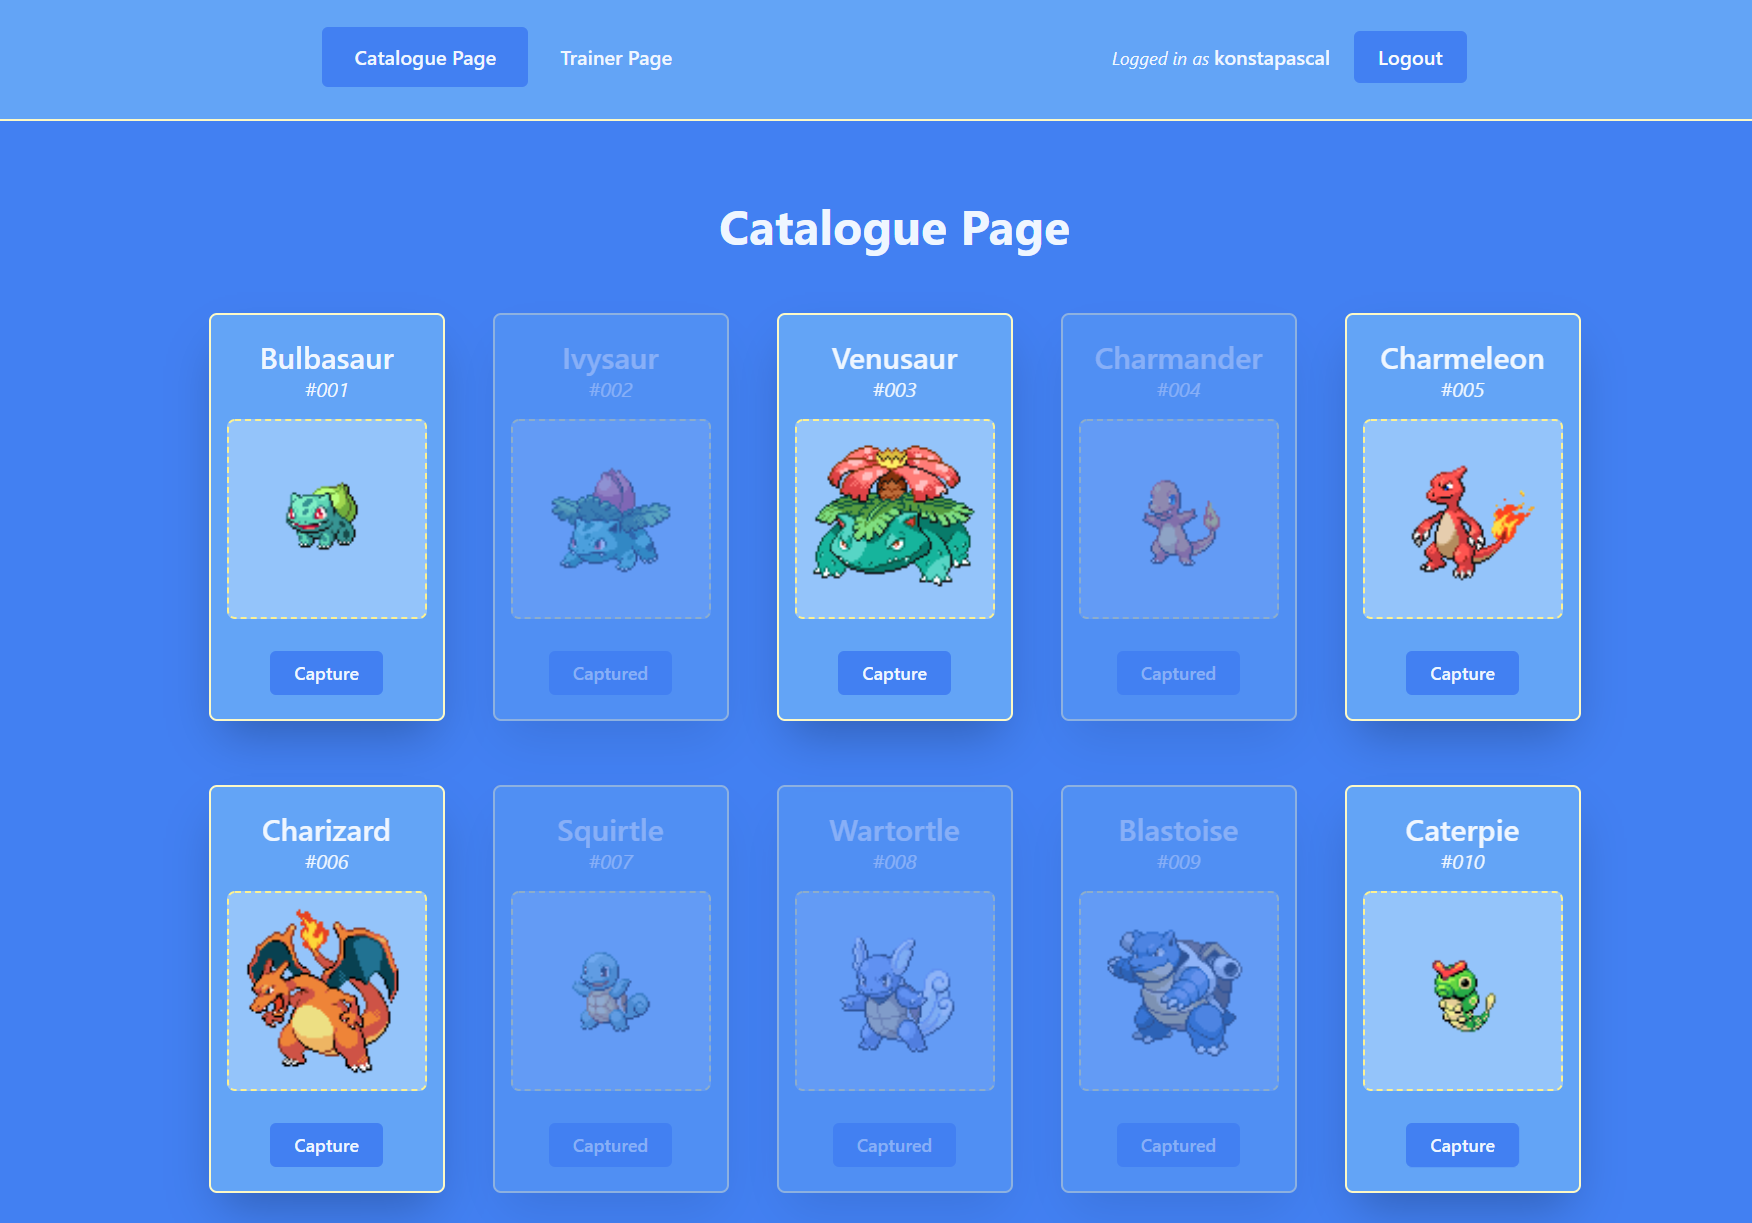 Catalogue Page Trainer Page Logged in as konstapascal Logout
Catalogue Page
Bulbasaur
#001
Capture
Ivysaur
#002
Captured
Venusaur
#003
Capture
Charmander
#004
Captured
Charmeleon
#005
Capture
Charizard
#006
Capture
Squirtle
#007
Captured
Wartortle
#008
Captured
Blastoise
#009
Captured
Caterpie
#010
Capture